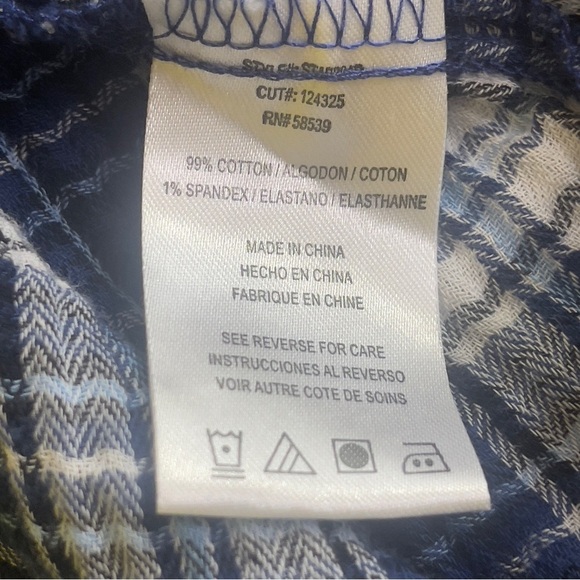 STYLE#:
CUT#: 124325
RN# 58539
99% COTTON / ALGODON / COTON
1% SPANDEX / ELASTANO / ELASTHANNE
MADE IN CHINA
HECHO EN CHINA
FABRIQUE EN CHINE
SEE REVERSE FOR CARE
INSTRUCCIONES AL REVERSO
VOIR AUTRE COTE DE SOINS